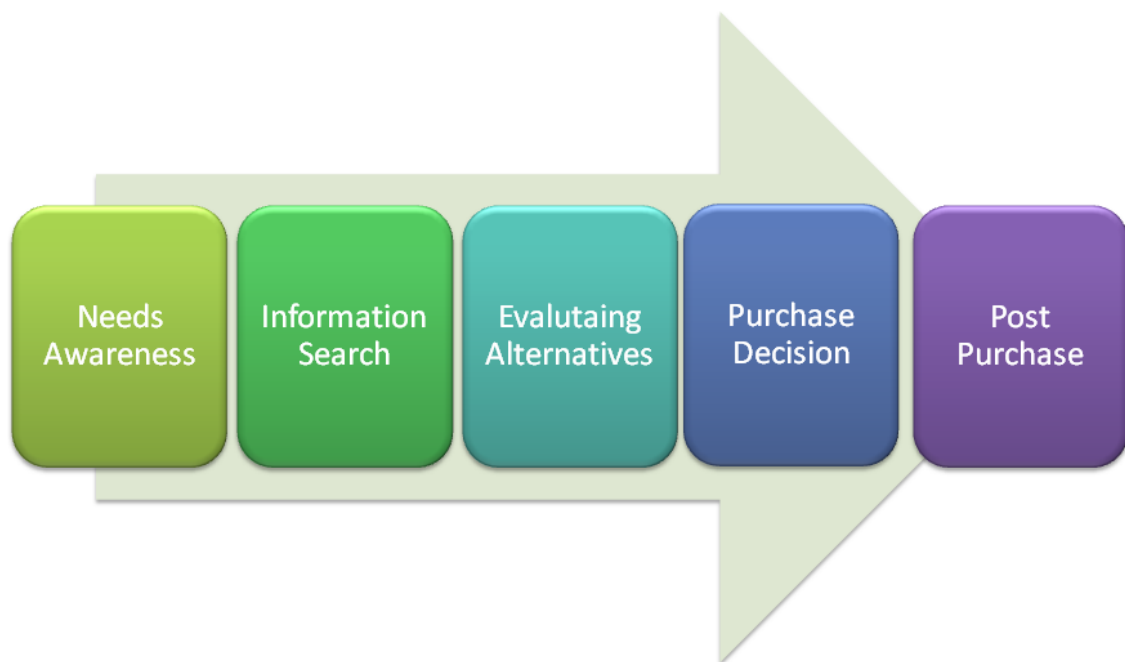 Needs
Awareness
Information
Search
Evalutaing
Alternatives
Purchase
Decision
Post
Purchase